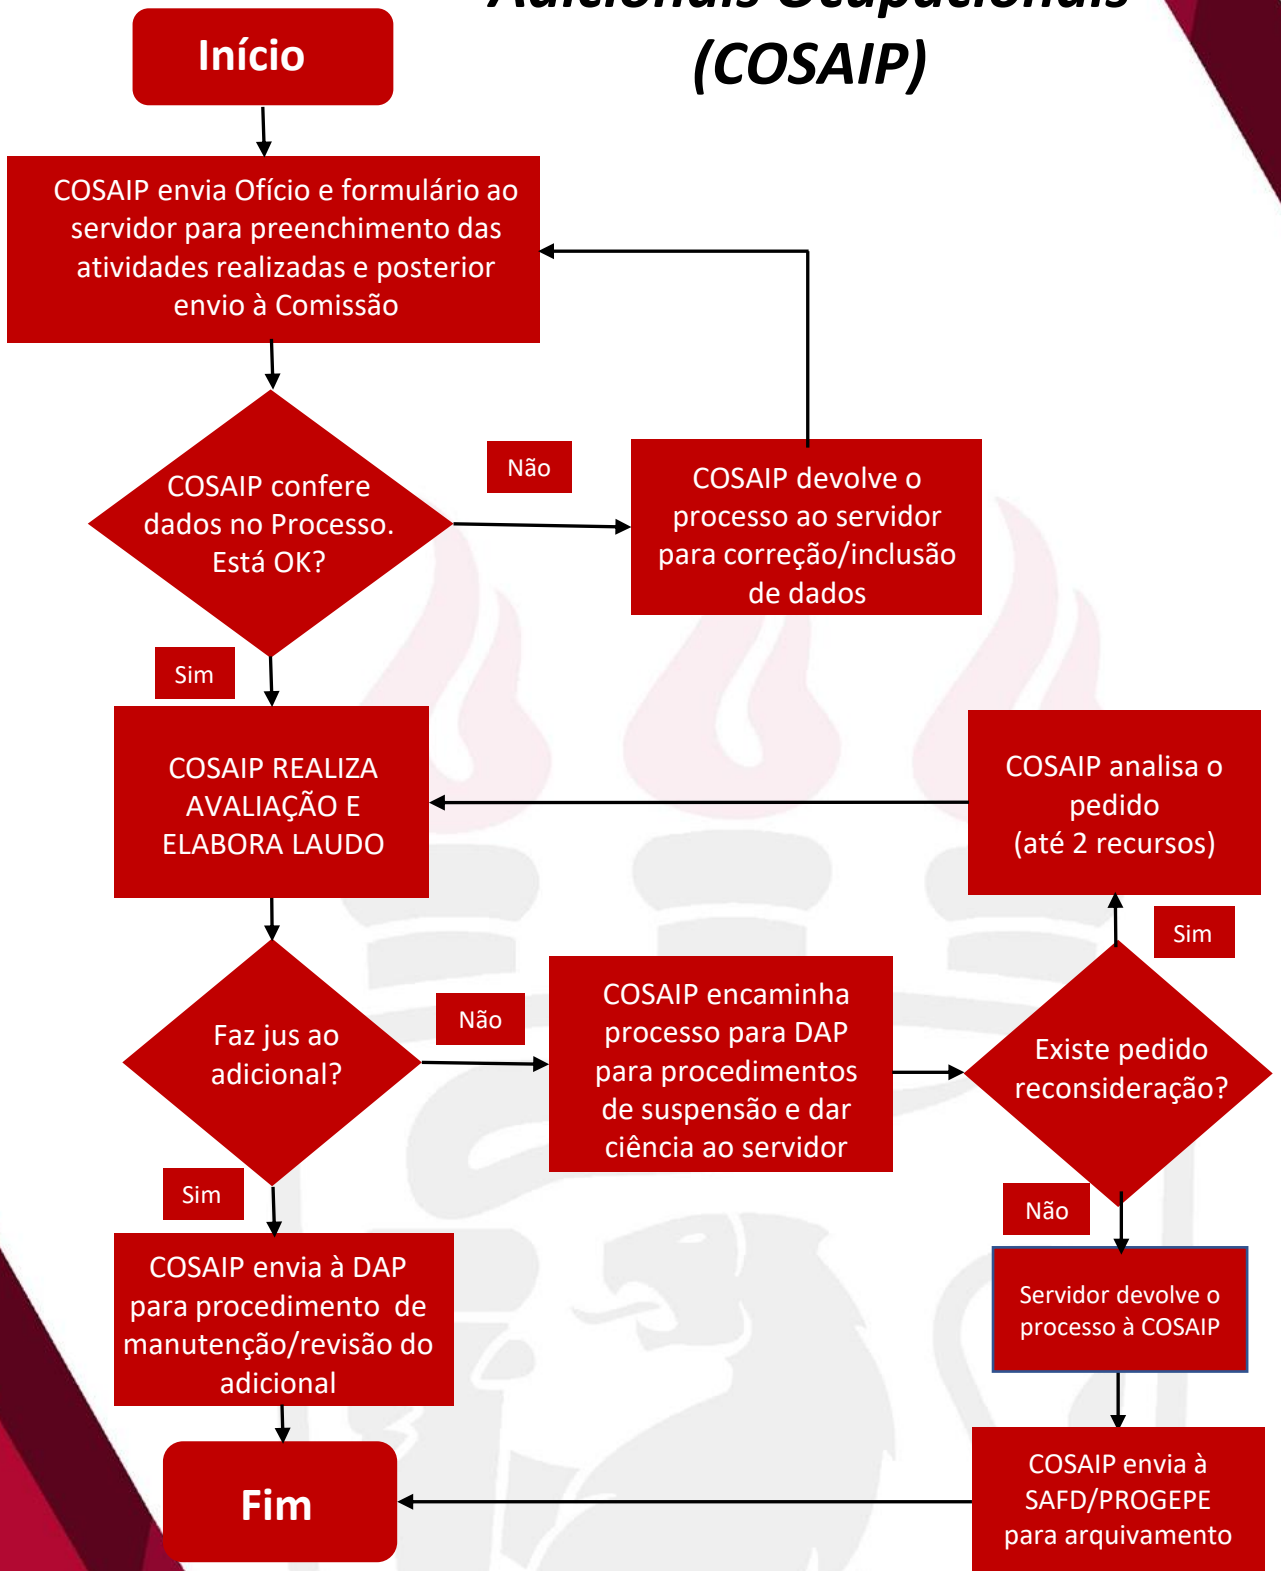 Adicionais Ocupacionais
(COSAIP)
Início
COSAIP envia Ofício e formulário ao
servidor para preenchimento das
atividades realizadas e posterior
envio à Comissão
COSAIP confere
dados no Processo.
Está OK?
Não
COSAIP devolve o
processo ao servidor
para correção/inclusão
de dados
Sim
COSAIP REALIZA
AVALIAÇÃO E
ELABORA LAUDO
COSAIP analisa o
pedido
(até 2 recursos)
Sim
Faz jus ao
adicional?
Não
COSAIP encaminha
processo para DAP
para procedimentos
de suspensão e dar
ciência ao servidor
Existe pedido
reconsideração?
Sim
Não
COSAIP envia à DAP
para procedimento de
manutenção/revisão do
adicional
Servidor devolve o
processo à COSAIP
COSAIP envia à
SAFD/PROGEPE
para arquivamento
Fim